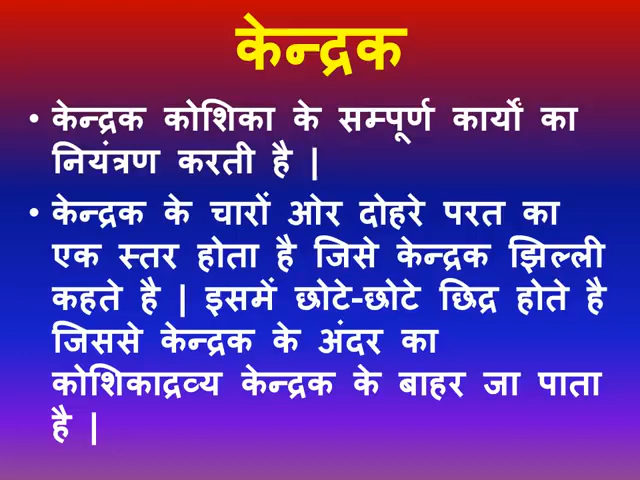 केन्द्रक
• केन्द्रक कोशिका के सम्पूर्ण कार्यों का
नियंत्रण करती है |
• केन्द्रक के चारों ओर दोहरे परत का
एक स्तर होता है जिसे केन्द्रक झिल्ली
कहते है | इसमें छोटे-छोटे छिद्र होते है
जिससे केन्द्रक के अंदर का
कोशिकाद्रव्य केन्द्रक के बाहर जा पाता
है |